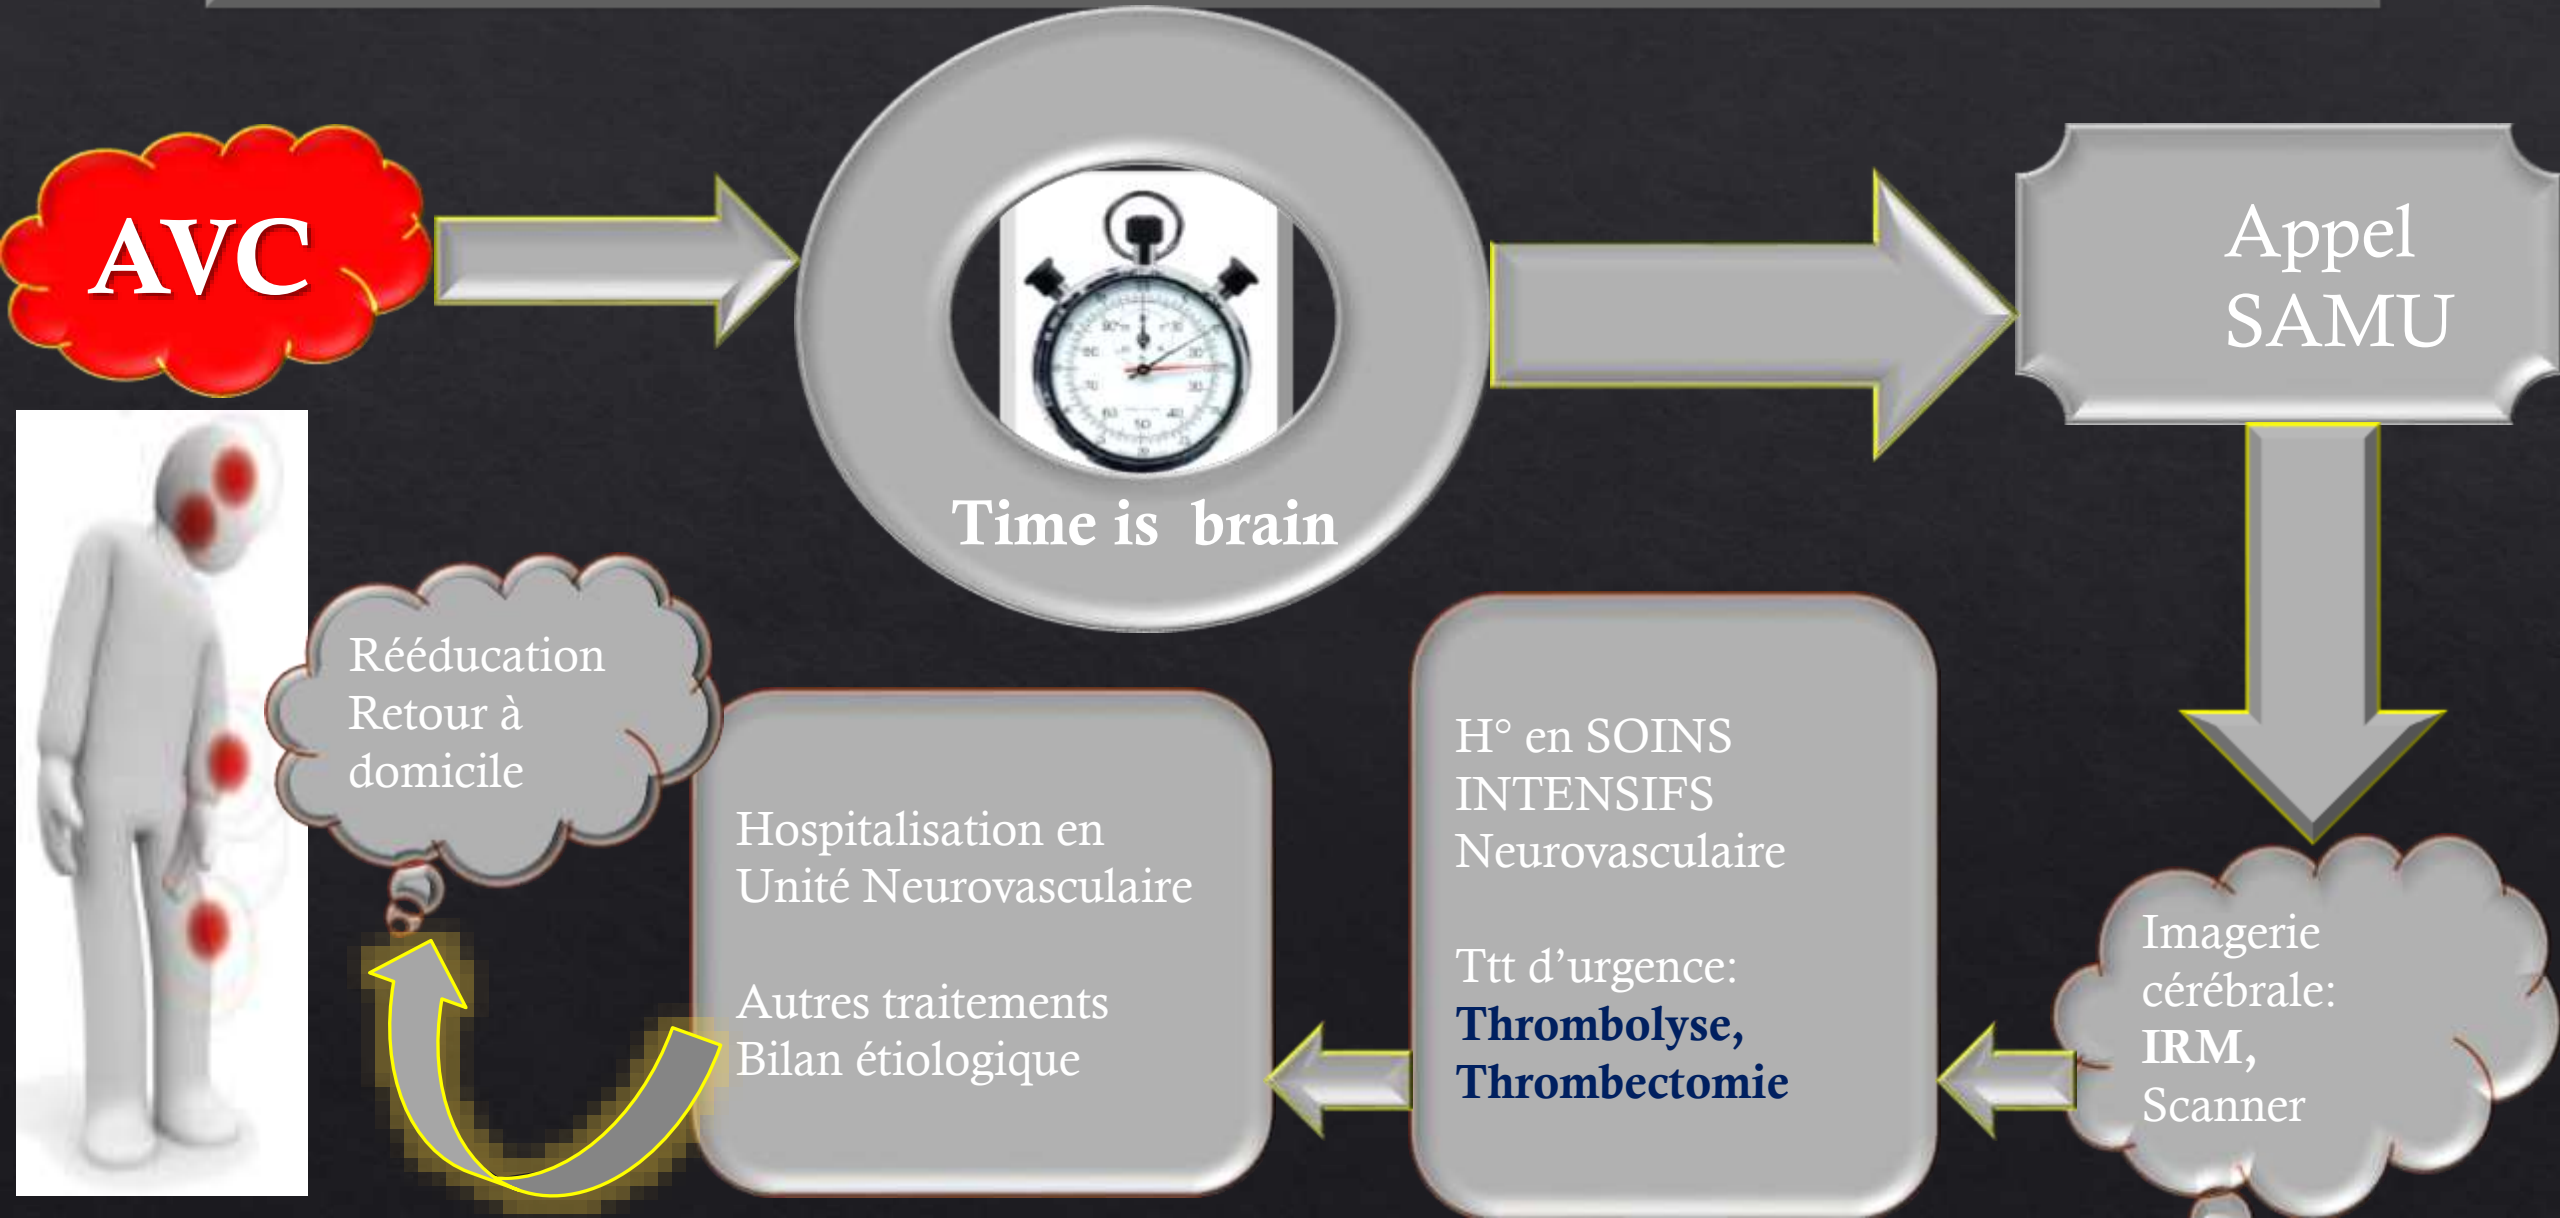 AVC
Time is brain
Appel
SAMU
Imagerie
cérébrale:
IRM,
Scanner
H° en SOINS
INTENSIFS
Neurovasculaire
Ttt d’urgence:
Thrombolyse,
Thrombectomie
Hospitalisation en
Unité Neurovasculaire
Autres traitements
Bilan étiologique
Rééducation
Retour à
domicile